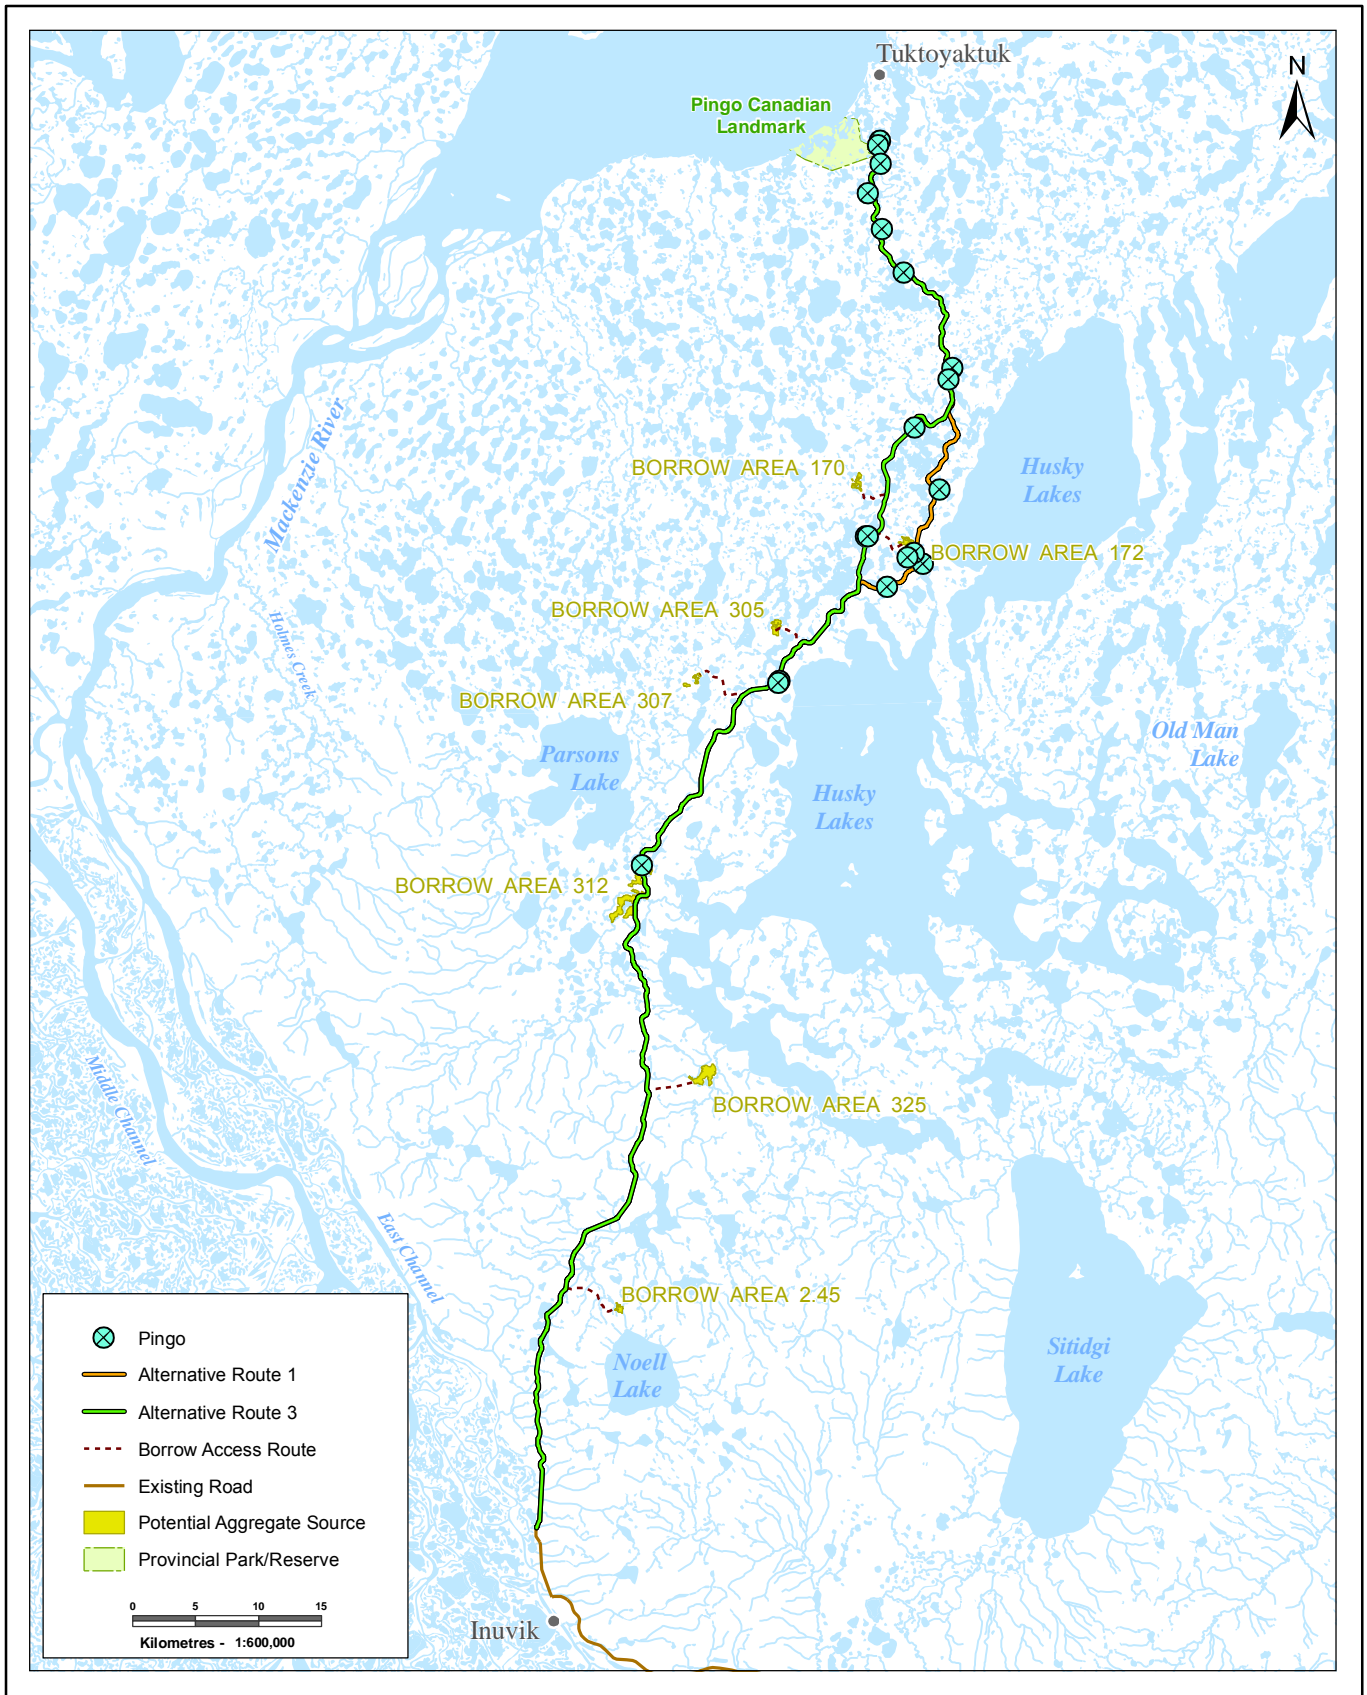 Tuktoyaktuk
N
Pingo Canadian
Landmark
Mackenzie River
BORROW AREA 170
Husky
Lakes
BORROW AREA 172
BORROW AREA 305
Holmes Creek
BORROW AREA 307
Parsons
Lake
Old Man
Lake
Husky
Lakes
BORROW AREA 312
Middle Channel
BORROW AREA 325
East Channel
BORROW AREA 2.45
Noell
Lake
Sitidgi
Lake
Pingo
Alternative Route 1
Alternative Route 3
Borrow Access Route
Existing Road
Potential Aggregate Source
Provincial Park/Reserve
0 5 10 15
Kilometres - 1:600,000
Inuvik